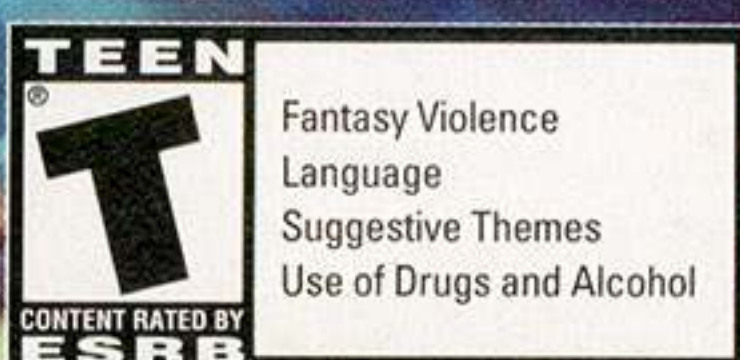 TEEN
®
T
CONTENT RATED BY
ESRB
Fantasy Violence
Language
Suggestive Themes
Use of Drugs and Alcohol